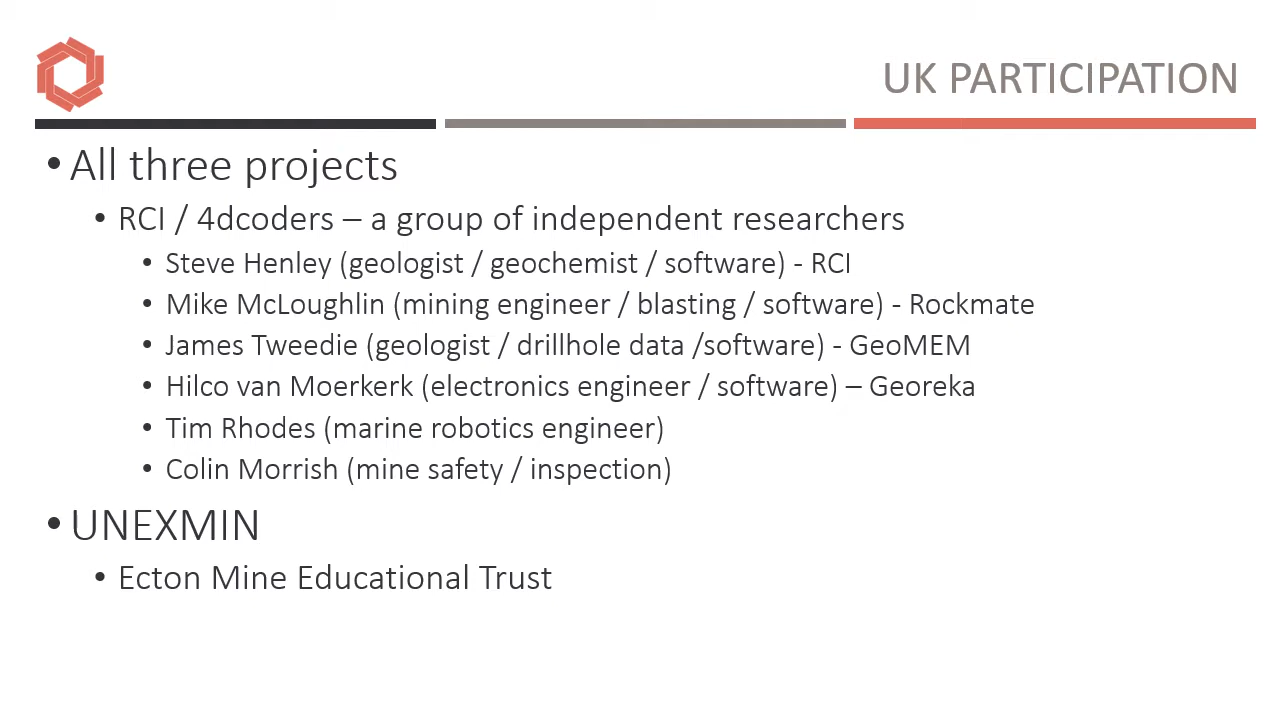 UK PARTICIPATION
• All three projects
• RCI / 4dcoders – a group of independent researchers
• Steve Henley (geologist / geochemist / software) - RCI
• Mike McLoughlin (mining engineer / blasting / software) - Rockmate
• James Tweedie (geologist / drillhole data /software) - GeoMEM
• Hilco van Moerkerk (electronics engineer / software) – Georeka
• Tim Rhodes (marine robotics engineer)
• Colin Morrish (mine safety / inspection)
• UNEXMIN
• Ecton Mine Educational Trust